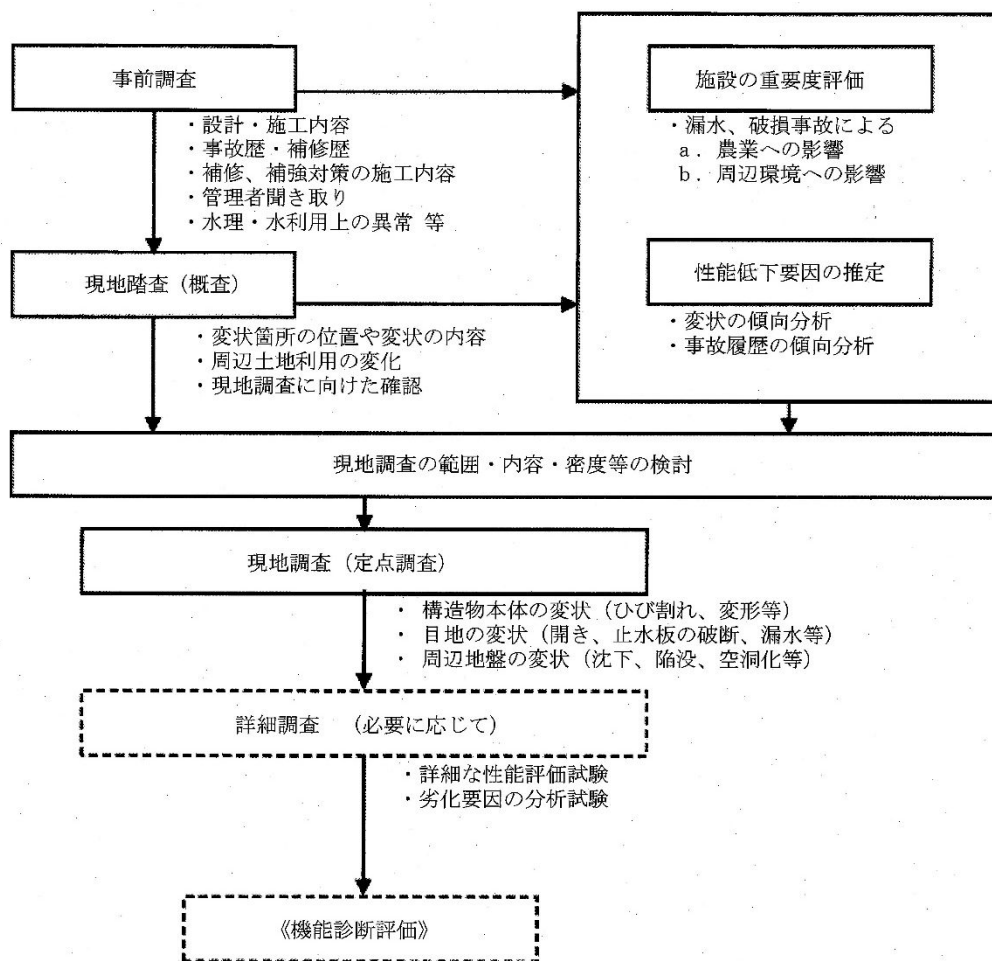 事前調査
・設計・施工内容
・事故歴・補修歴
・補修、補強対策の施工内容
・管理者聞き取り
・水理・水利用上の異常 等
施設の重要度評価
・漏水、破損事故による
a．農業への影響
b．周辺環境への影響
現地踏査（概査）
・変状箇所の位置や変状の内容
・周辺土地利用の変化
・現地調査に向けた確認
性能低下要因の推定
・変状の傾向分析
・事故履歴の傾向分析
現地調査の範囲・内容・密度等の検討
現地調査（定点調査）
・ 構造物本体の変状（ひび割れ、変形等）
・ 目地の変状（開き、止水板の破断、漏水等）
・ 周辺地盤の変状（沈下、陥没、空洞化等）
詳細調査 （必要に応じて）
・詳細な性能評価試験
・劣化要因の分析試験
《機能診断評価》